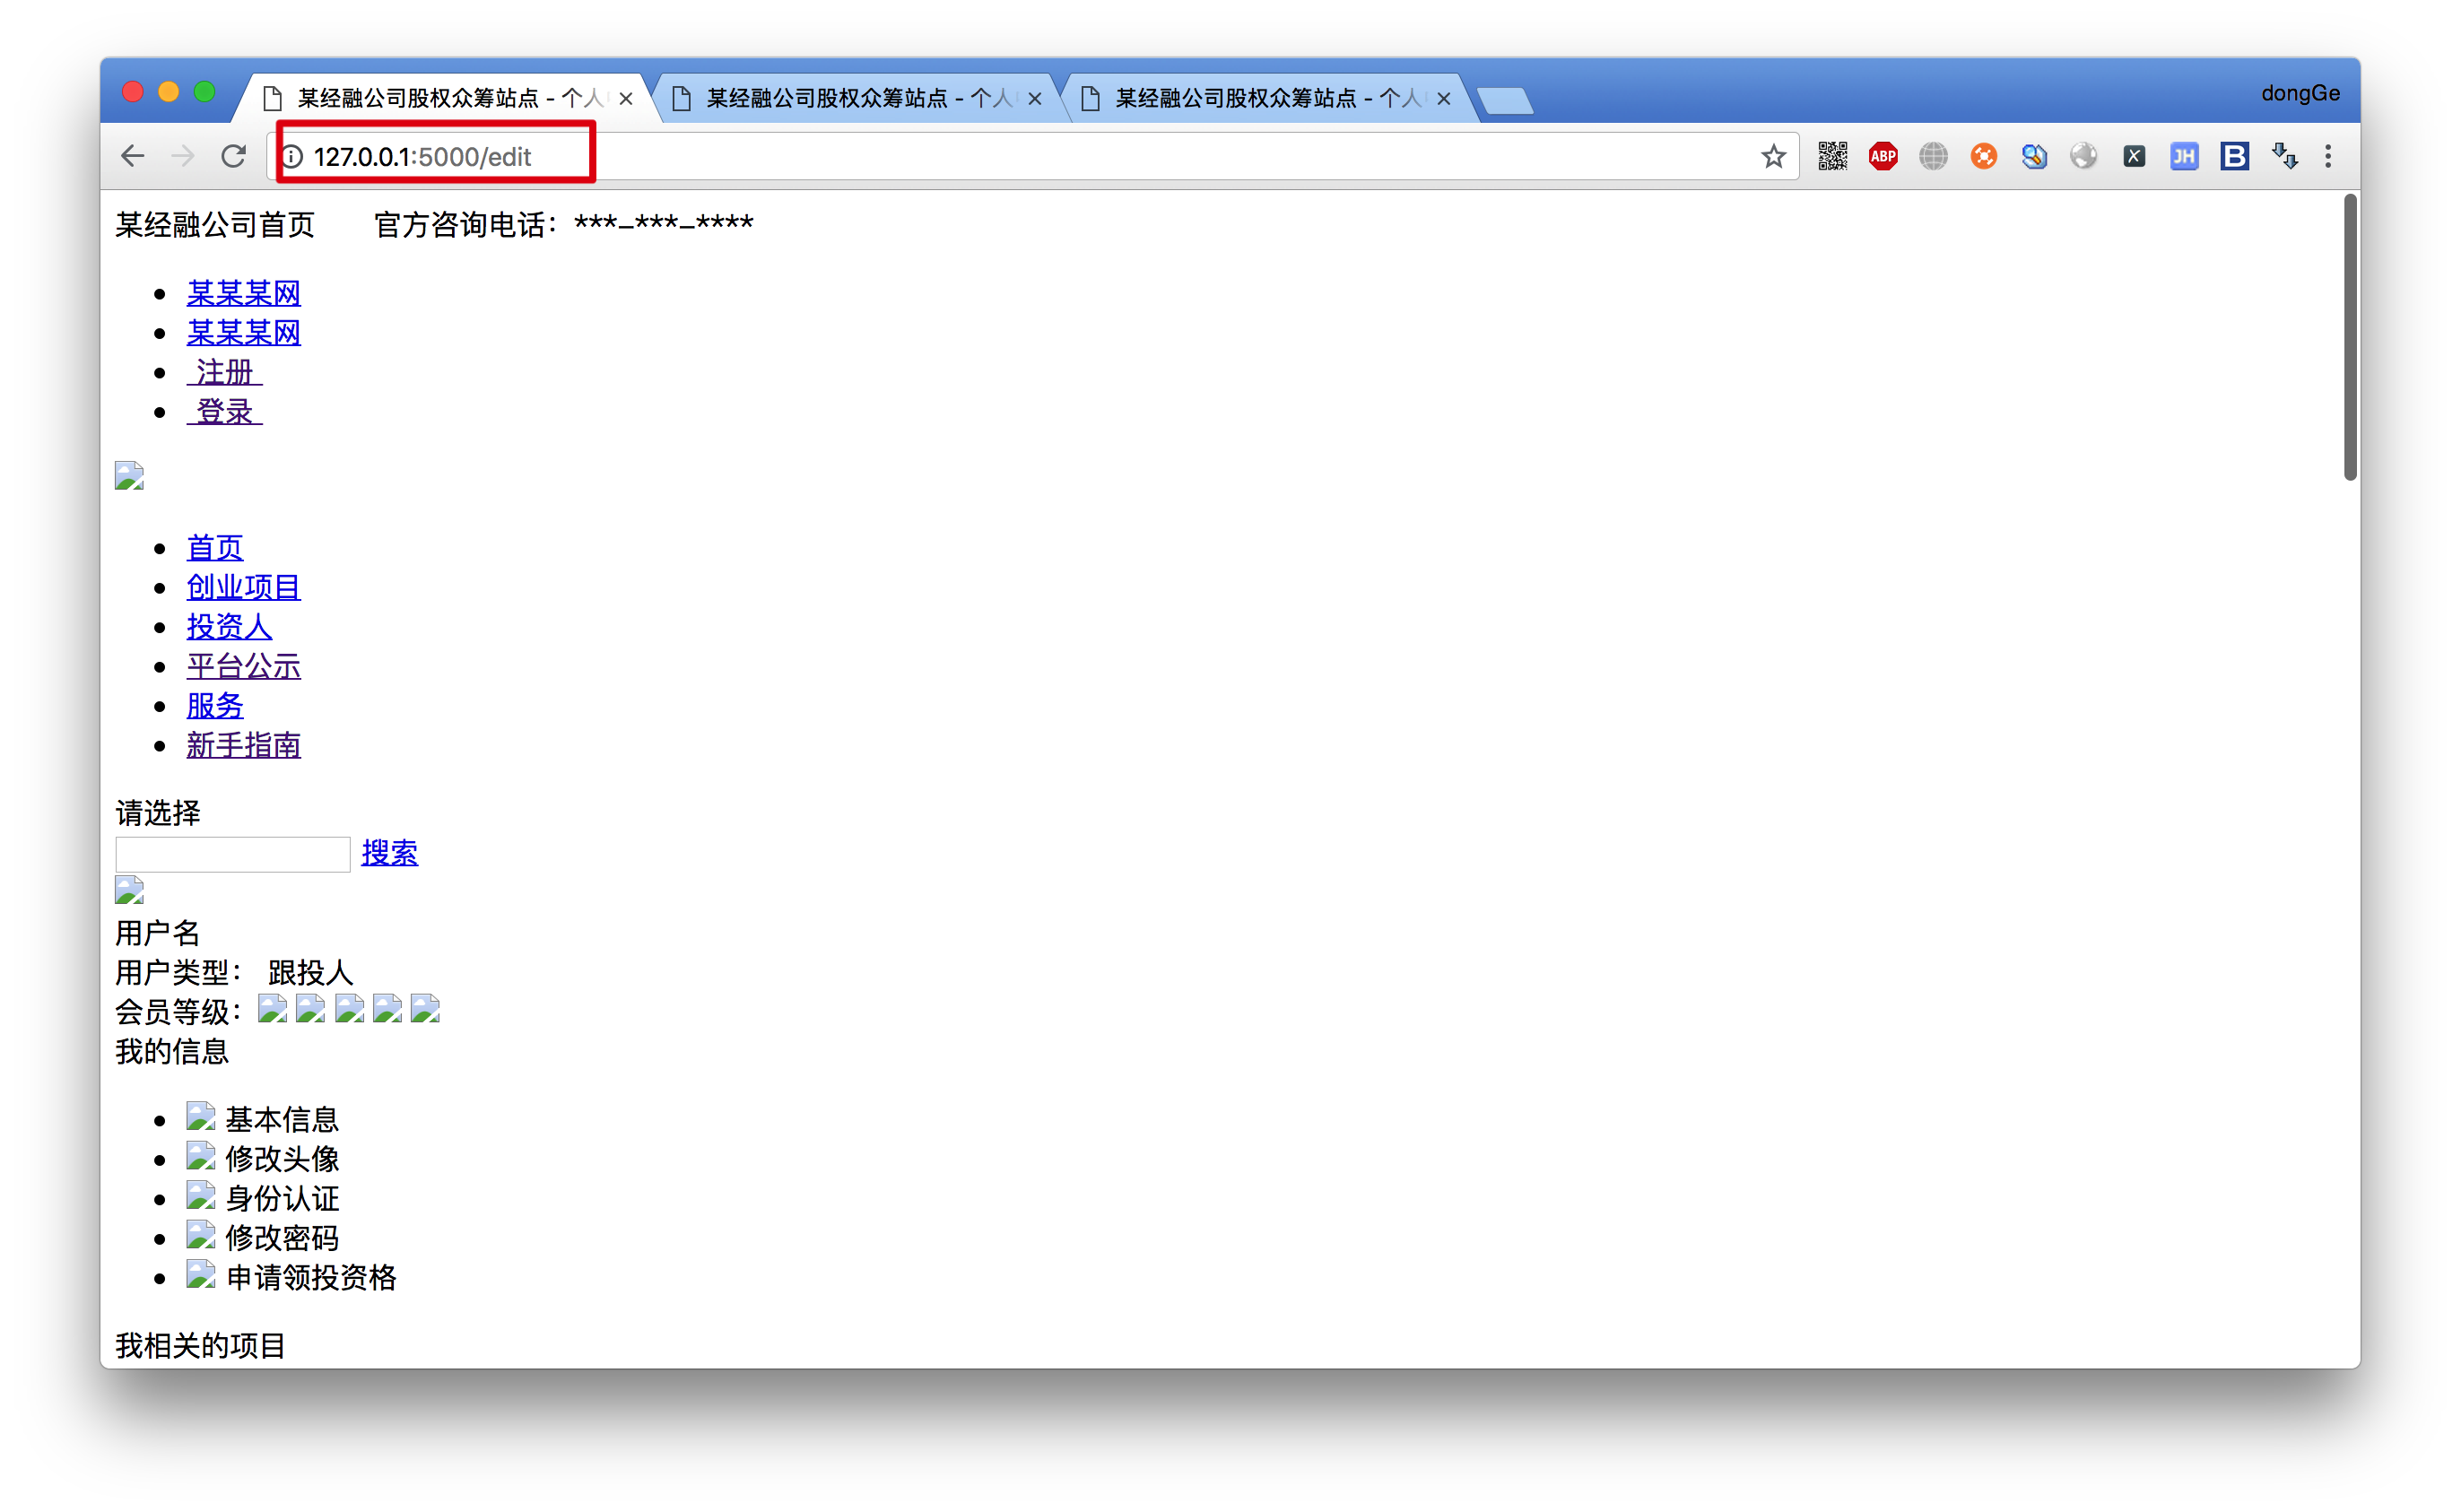 某经融公司股权众筹站点 - 个人
某经融公司股权众筹站点 - 个人
某经融公司股权众筹站点 - 个人
dongGe
127.0.0.1:5000/edit
ABP
X
JH
B
某经融公司首页 官方咨询电话：***-***-****
某某某网
某某某网
注册
登录
首页
创业项目
投资人
平台公示
服务
新手指南
请选择
搜索
用户名
用户类型： 跟投人
会员等级：
我的信息
基本信息
修改头像
身份认证
修改密码
申请领投资格
我相关的项目